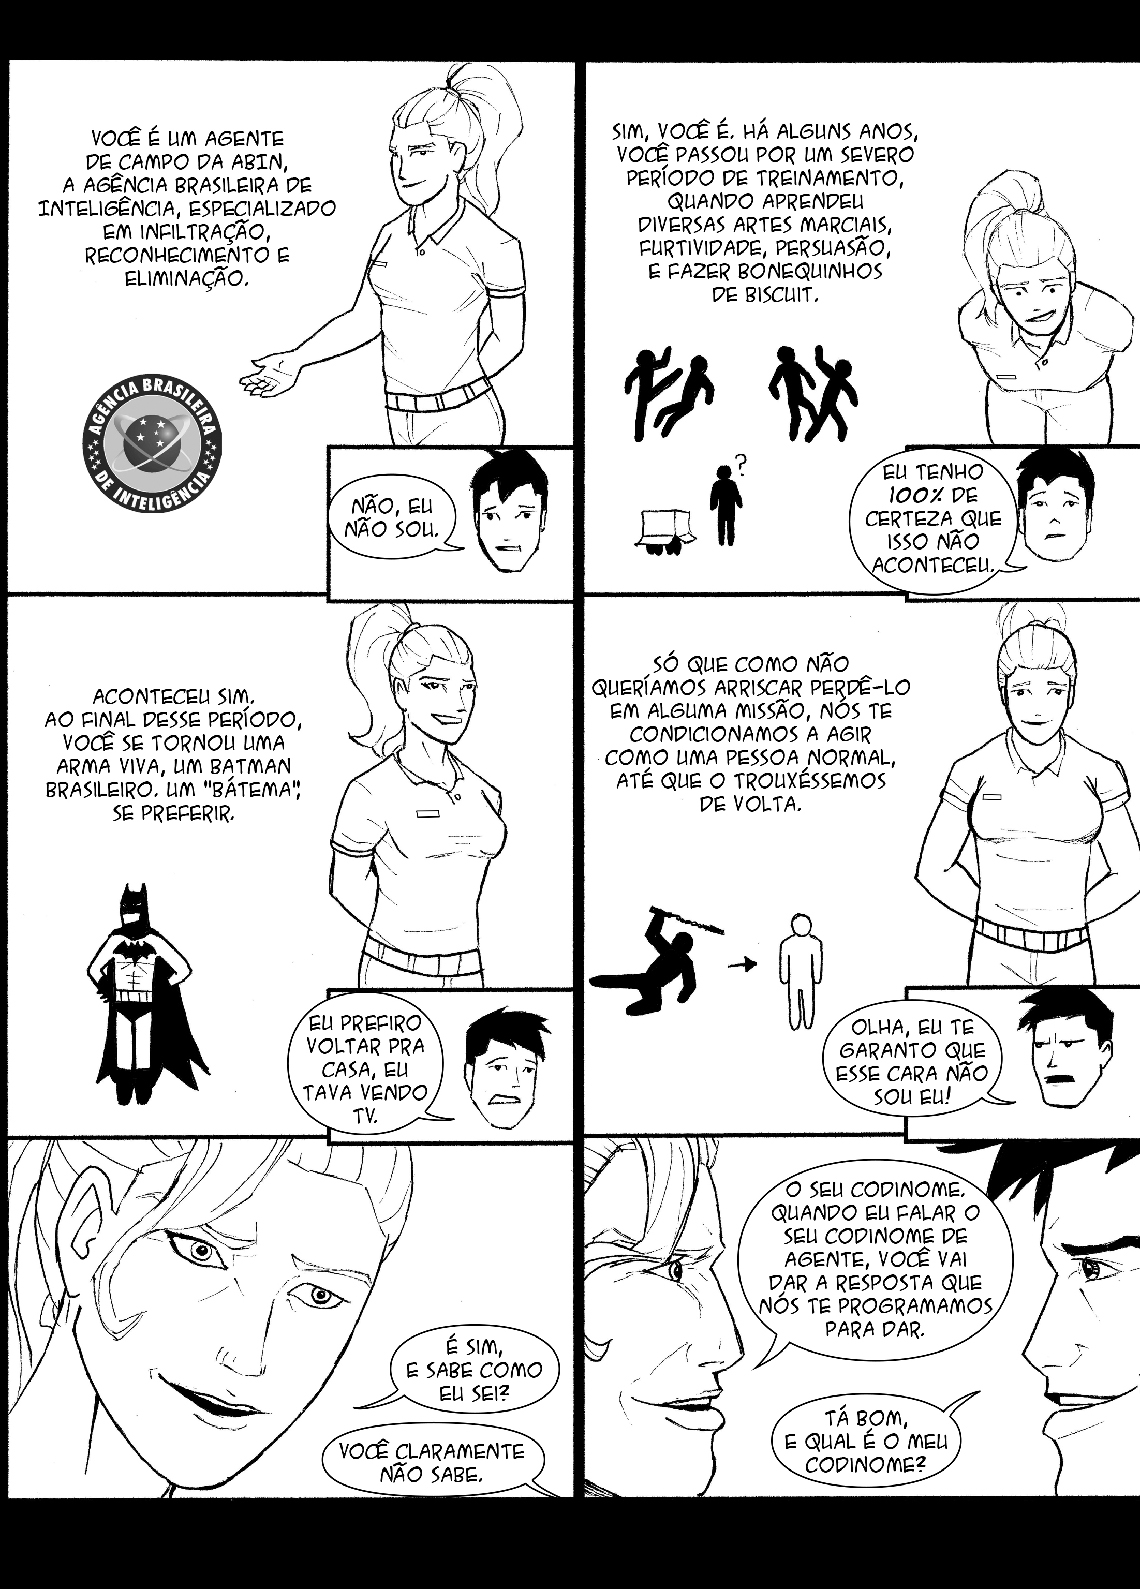 VOCÊ É UM AGENTE
DE CAMPO DA ABIN,
A AGÊNCIA BRASILEIRA DE
INTELIGÊNCIA, ESPECIALIZADO
EM INFILTRAÇÃO,
RECONHECIMENTO E
ELIMINAÇÃO.
AGÊNCIA BRASILEIRA
DE INTELIGÊNCIA
NÃO, EU
NÃO SOU.
SIM, VOCÊ É. HÁ ALGUNS ANOS,
VOCÊ PASSOU POR UM SEVERO
PERÍODO DE TREINAMENTO,
QUANDO APRENDEU
DIVERSAS ARTES MARCIAIS,
FURTIVIDADE, PERSUASÃO,
E FAZER BONEQUINHOS
DE BISCUIT.
?
EU TENHO
100% DE
CERTEZA QUE
ISSO NÃO
ACONTECEU.
ACONTECEU SIM.
AO FINAL DESSE PERÍODO,
VOCÊ SE TORNOU UMA
ARMA VIVA, UM BATMAN
BRASILEIRO. UM "BÁTEMA",
SE PREFERIR.
EU PREFIRO
VOLTAR PRA
CASA, EU
TAVA VENDO
TV.
SÓ QUE COMO NÃO
QUERÍAMOS ARRISCAR PERDÊ-LO
EM ALGUMA MISSÃO, NÓS TE
CONDICIONAMOS A AGIR
COMO UMA PESSOA NORMAL,
ATÉ QUE O TROUXÉSSEMOS
DE VOLTA.
OLHA, EU TE
GARANTO QUE
ESSE CARA NÃO
SOU EU!
É SIM,
E SABE COMO
EU SEI?
VOCÊ CLARAMENTE
NÃO SABE.
O SEU CODINOME.
QUANDO EU FALAR O
SEU CODINOME DE
AGENTE, VOCÊ VAI
DAR A RESPOSTA QUE
NÓS TE PROGRAMAMOS
PARA DAR.
TÁ BOM,
E QUAL É O MEU
CODINOME?